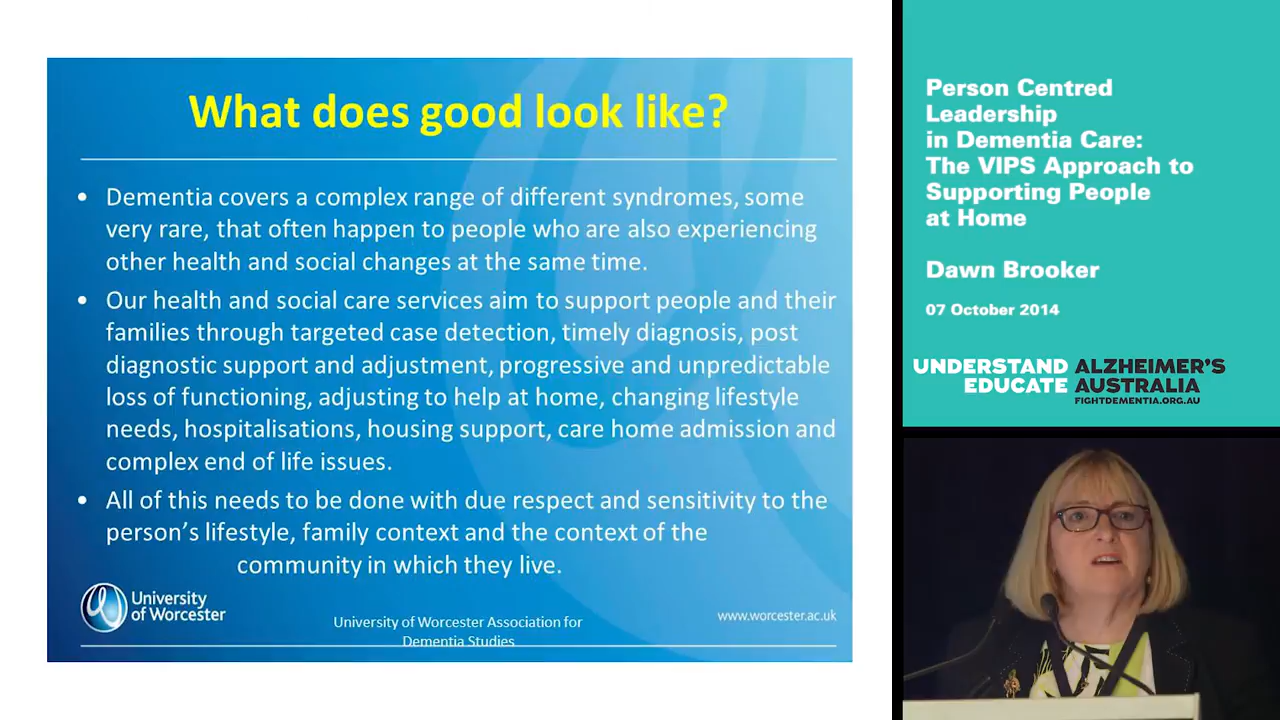 What does good look like?
• Dementia covers a complex range of different syndromes, some
very rare, that often happen to people who are also experiencing
other health and social changes at the same time.
• Our health and social care services aim to support people and their
families through targeted case detection, timely diagnosis, post
diagnostic support and adjustment, progressive and unpredictable
loss of functioning, adjusting to help at home, changing lifestyle
needs, hospitalisations, housing support, care home admission and
complex end of life issues.
• All of this needs to be done with due respect and sensitivity to the
person's lifestyle, family context and the context of the
community in which they live.
University
of Worcester
University of Worcester Association for
Dementia Studies
www.worcester.ac.uk
Person Centred
Leadership
in Dementia Care:
The VIPS Approach to
Supporting People
at Home
Dawn Brooker
07 October 2014
UNDERSTAND ALZHEIMER'S
EDUCATE AUSTRALIA
FIGHTDEMENTIA.ORG.AU